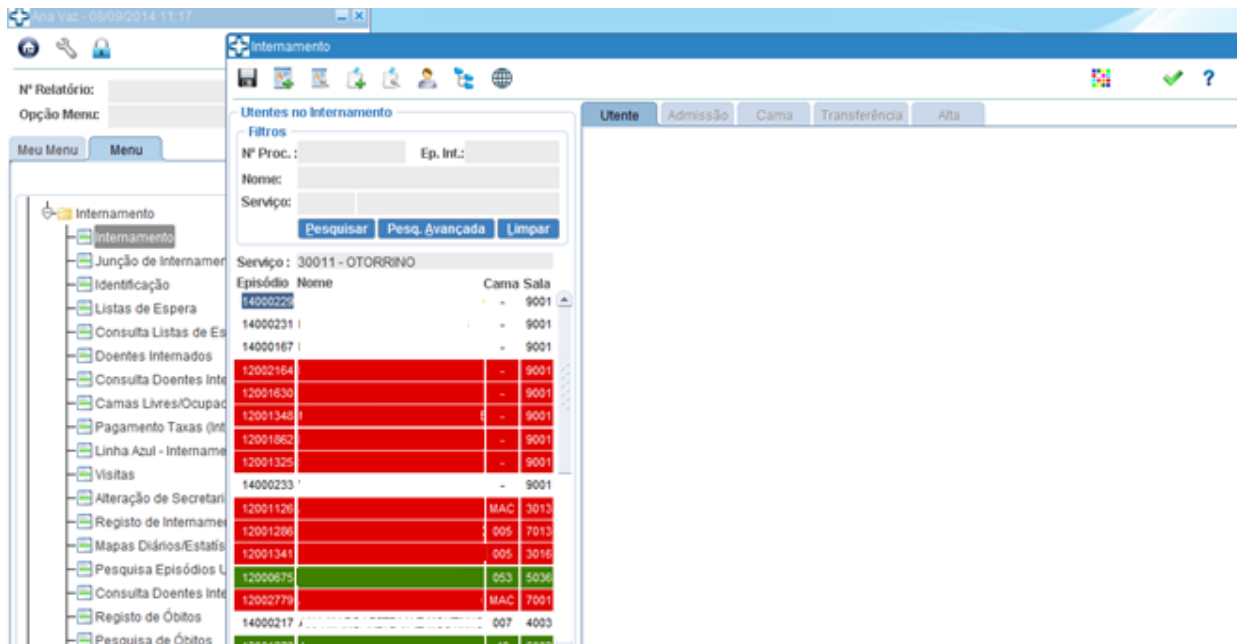 Ana Vaz - 08/09/2014 11:17
Nº Relatório:
Opção Menu:
Meu Menu Menu
Internamento
Internamento
Junção de Internamen
Identificação
Listas de Espera
Consulta Listas de Es
Doentes Internados
Consulta Doentes Inte
Camas Livres/Ocupad
Pagamento Taxas (Int
Linha Azul - Intername
Visitas
Alteração de Secretari
Registo de Internamen
Mapas Diários/Estatís
Pesquisa Episódios U
Consulta Doentes Inte
Registo de Óbitos
Pesquisa de Óbitos
Internamento
?
Utentes no Internamento
Filtros
Nº Proc. : Ep. Int.:
Nome:
Serviço:
Pesquisar Pesq. Avançada Limpar
Serviço : 30011 - OTORRINO
Episódio Nome Cama Sala
14000229 - 9001
14000231 - 9001
14000167 - 9001
12002164 - 9001
12001630 - 9001
12001348 - 9001
12001862 - 9001
12001325 - 9001
14000233 - 9001
12001126 MAC 3013
12001286 005 7013
12001341 005 3016
12000675 053 5036
12002779 MAC 7001
14000217 007 4003
Utente Admissão Cama Transferência Alta